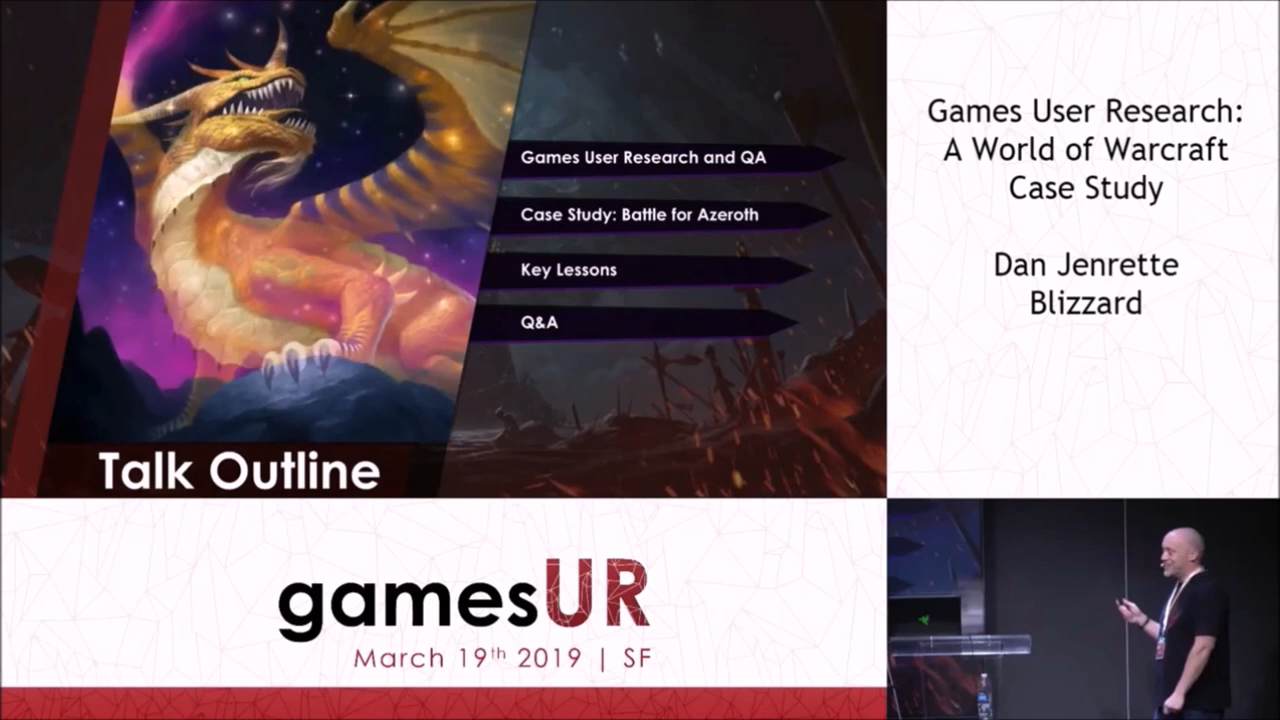 Games User Research and QA
Case Study: Battle for Azeroth
Key Lessons
Q&A
Talk Outline
Games User Research:
A World of Warcraft
Case Study
Dan Jenrette
Blizzard
gamesUR
March 19th 2019 | SF